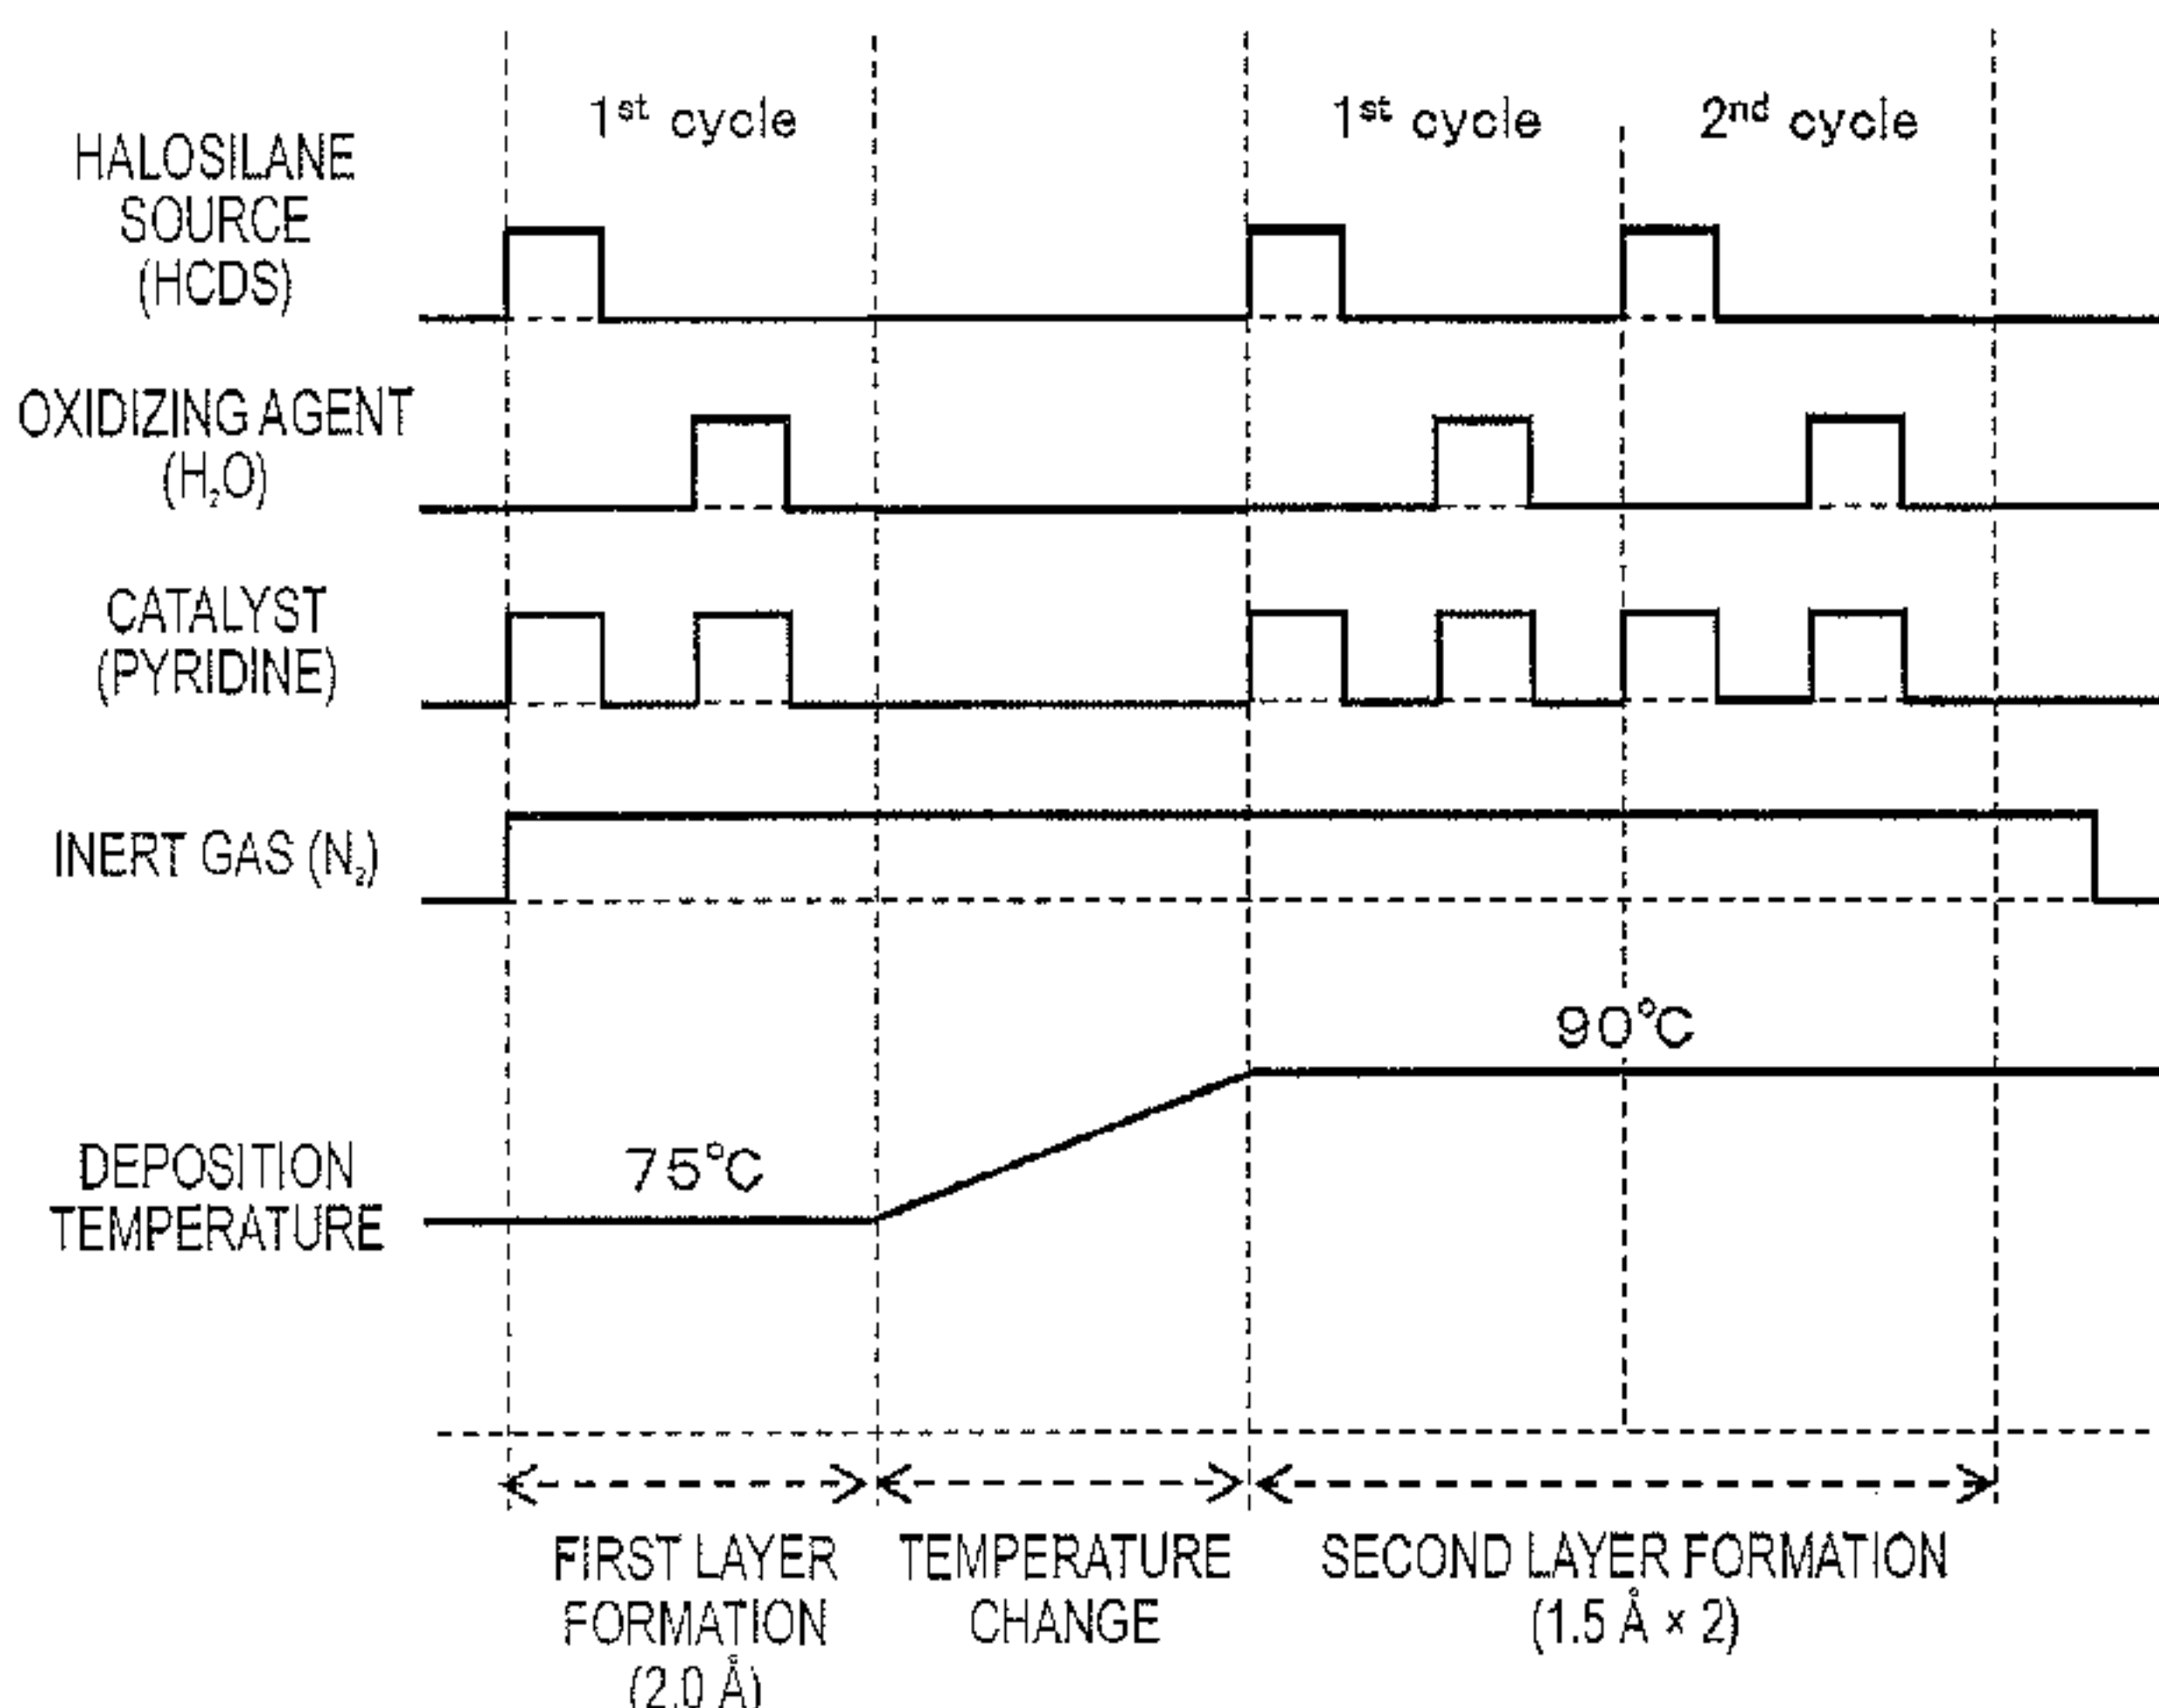 1st cycle
1st cycle
2nd cycle
HALOSILANE
SOURCE
(HCDS)
OXIDIZING AGENT
(H₂O)
CATALYST
(PYRIDINE)
INERT GAS (N₂)
90°C
75°C
DEPOSITION
TEMPERATURE
FIRST LAYER
FORMATION
(2.0 Å)
TEMPERATURE
CHANGE
SECOND LAYER FORMATION
(1.5 Å × 2)